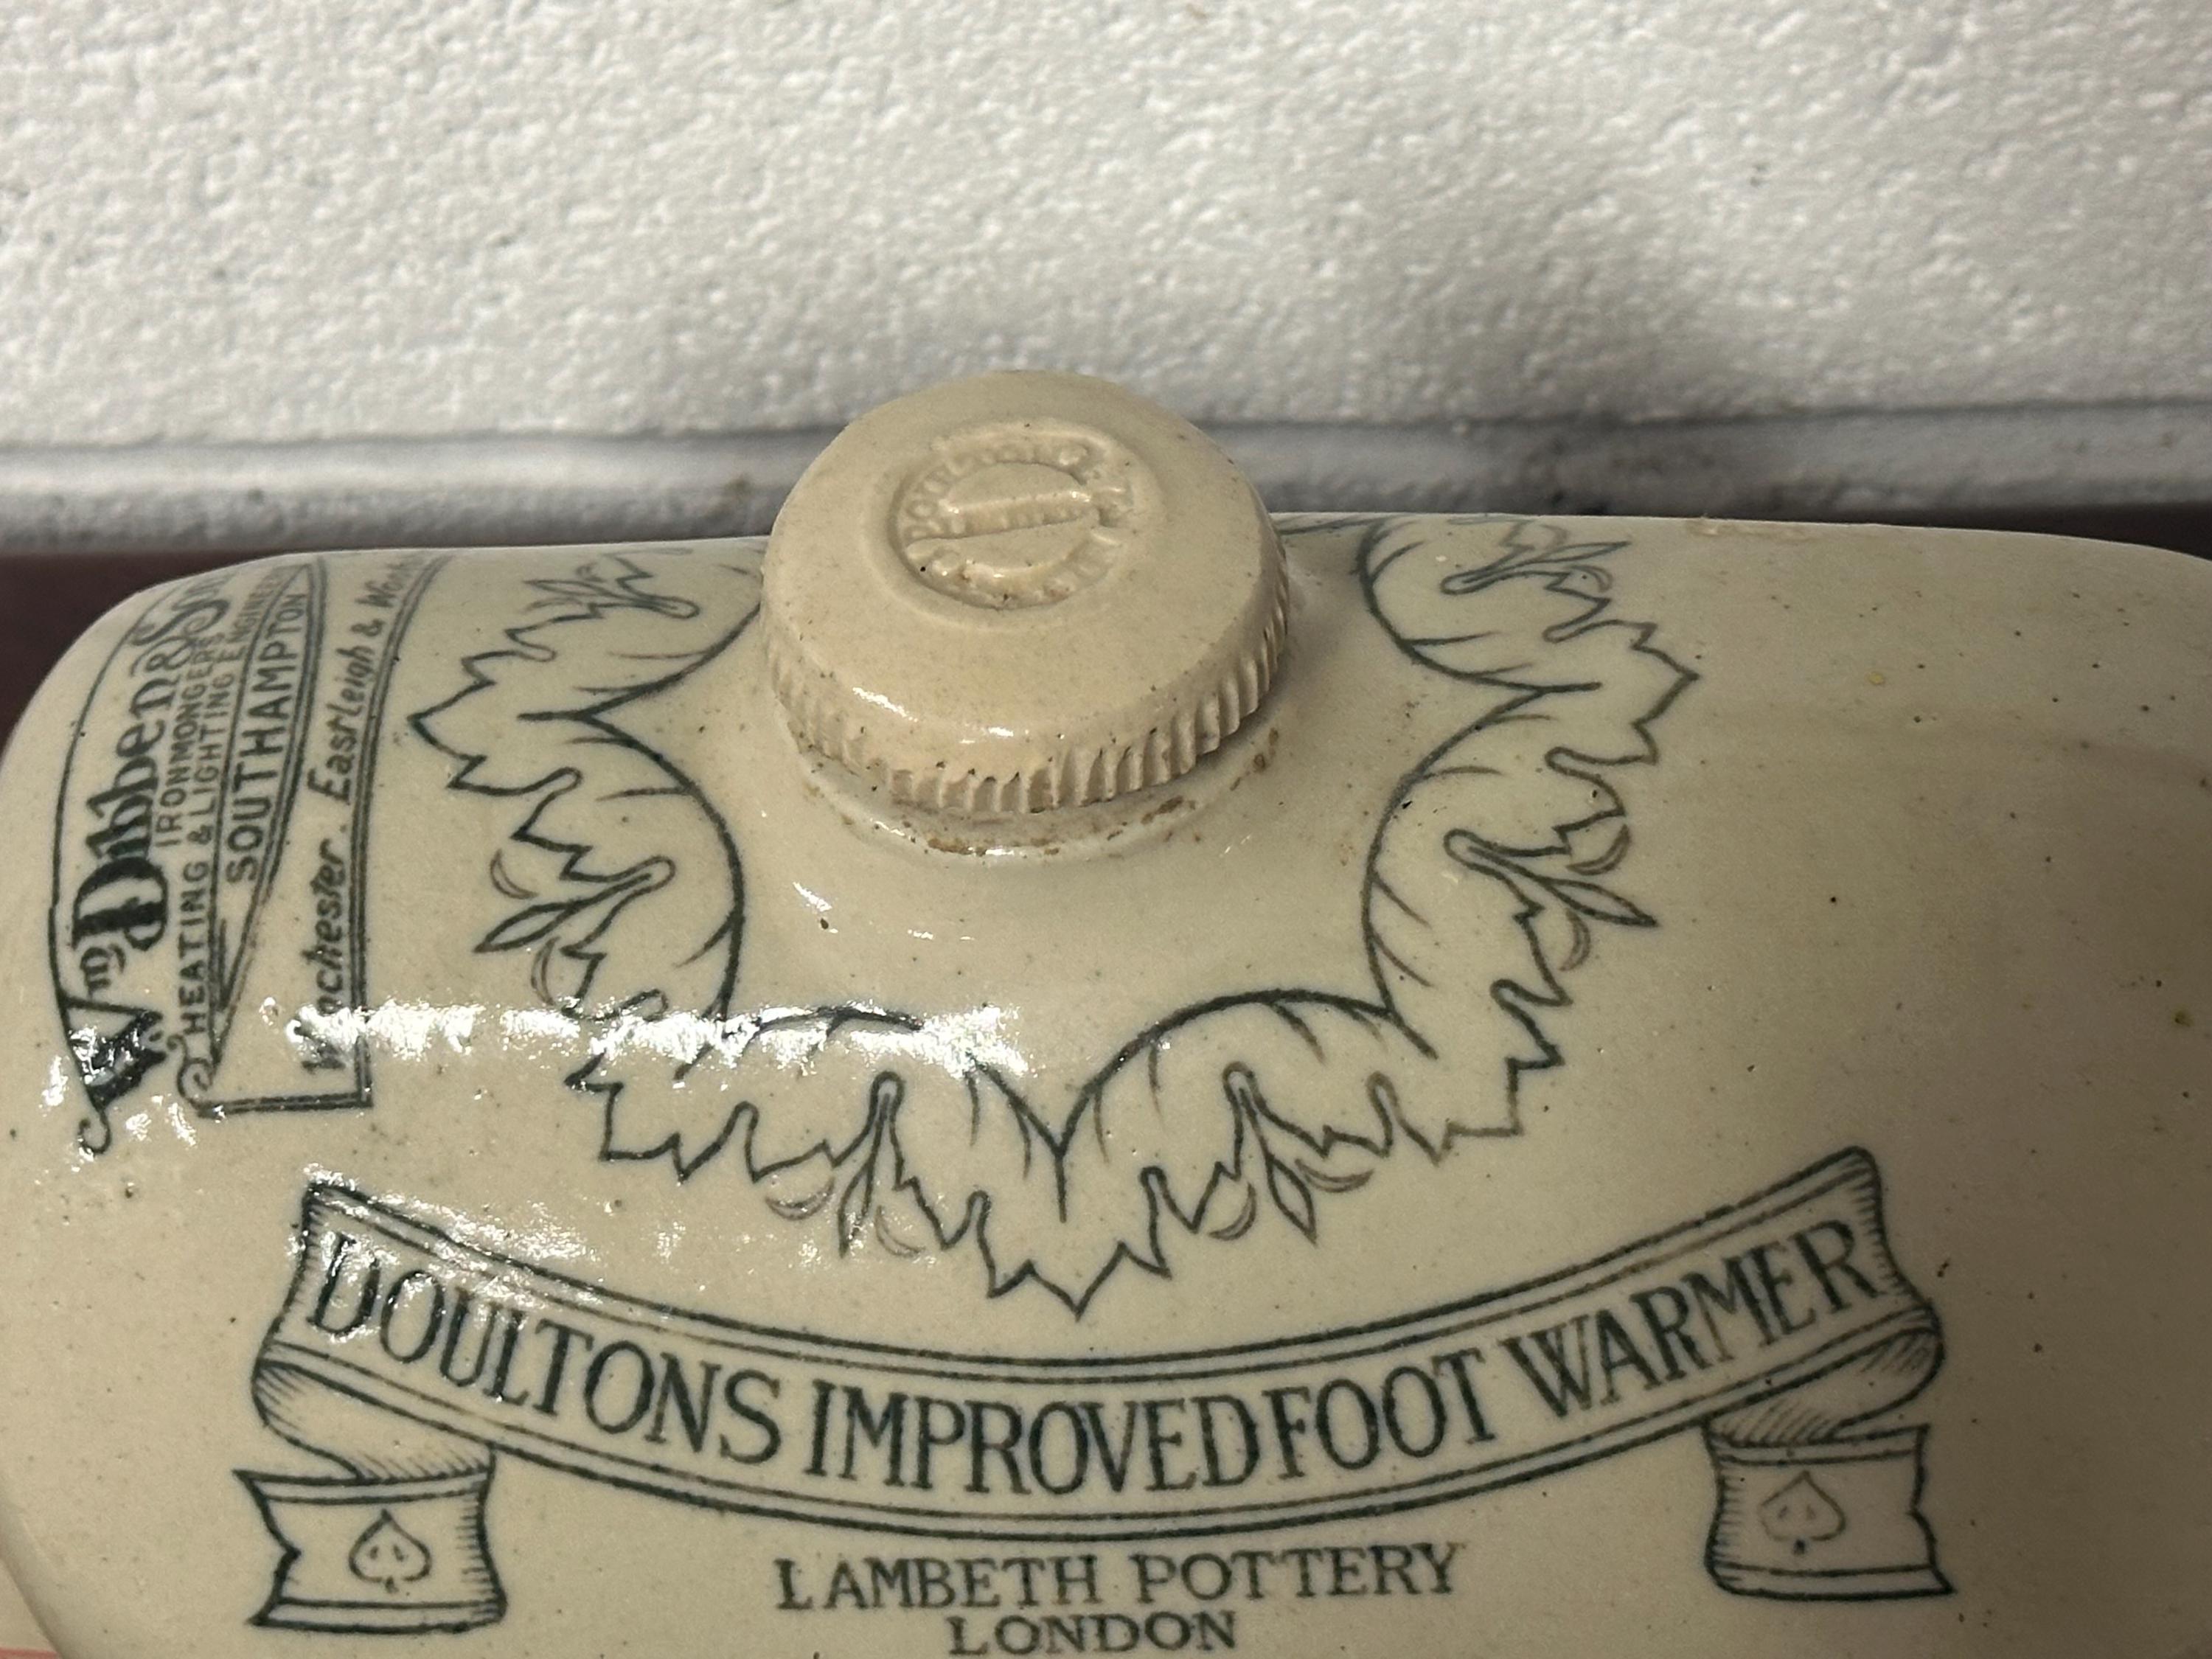 Wm Dibben & Sons
IRONMONGERS
HEATING & LIGHTING ENGINEERS
SOUTHAMPTON
Winchester. Eastleigh &
DOULTONS IMPROVED FOOT WARMER
LAMBETH POTTERY
LONDON